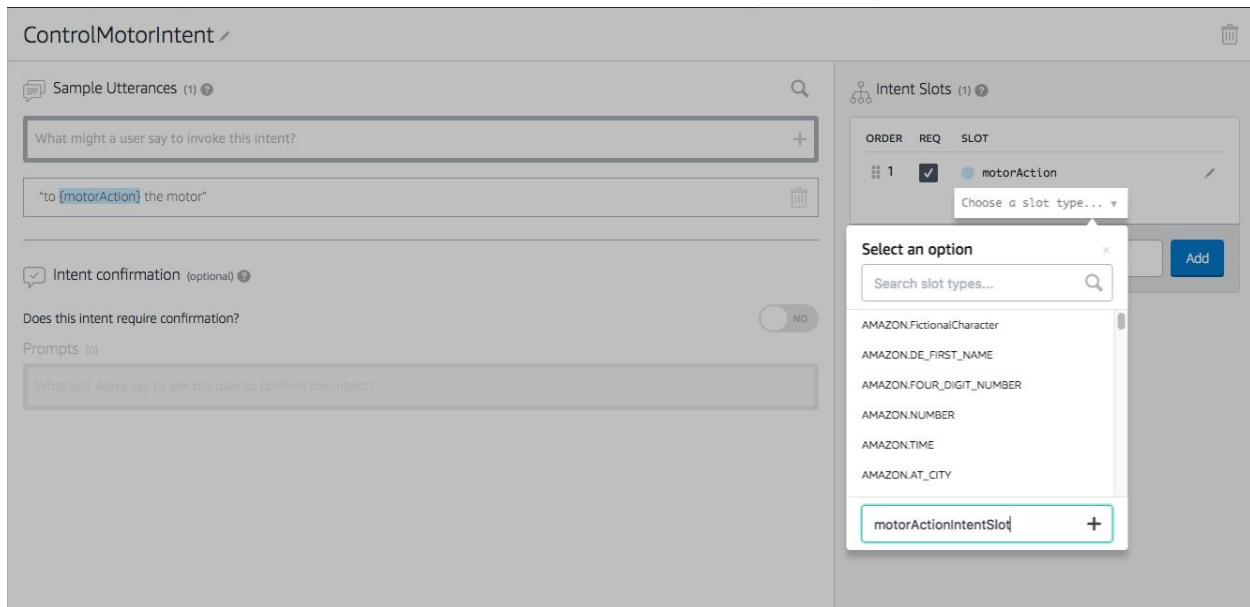 ControlMotorIntent
Sample Utterances (1)
What might a user say to invoke this intent?
"to {motorAction} the motor"
Intent confirmation (optional)
Does this intent require confirmation?
NO
Prompts (0)
What will Alexa say to ask the user to confirm the intent?
Intent Slots (1)
ORDER REQ SLOT
1 motorAction
Choose a slot type...
Add
Select an option
Search slot types...
AMAZON.FictionalCharacter
AMAZON.DE_FIRST_NAME
AMAZON.FOUR_DIGIT_NUMBER
AMAZON.NUMBER
AMAZON.TIME
AMAZON.AT_CITY
motorActionIntentSlot